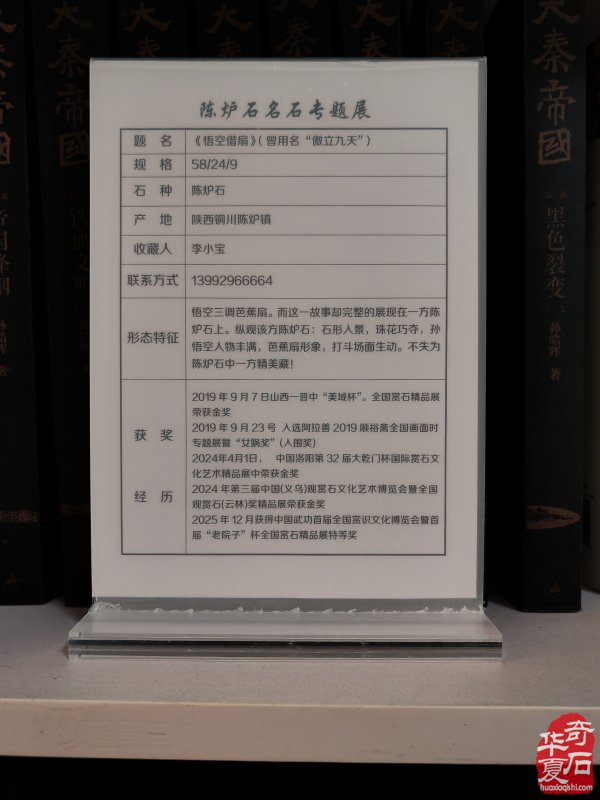 大秦帝國
大秦帝國
黑色裂变
孙皓晖 著
陈炉石名石专题展
题 名 《悟空借扇》(曾用名“傲立九天”)
规 格 58/24/9
石 种 陈炉石
产 地 陕西铜川陈炉镇
收藏人 李小宝
联系方式 13992966664
形态特征
悟空三调芭蕉扇。而这一故事却完整的展现在一方陈
炉石上。纵观该方陈炉石：石形入景，珠花巧夺，孙
悟空人物丰满，芭蕉扇形象，打斗场面生动。不失为
陈炉石中一方精美藏！
获 奖 经 历
2019年9月7日山西一晋中“美域杯”。全国赏石精品展
荣获金奖
2019年9月23号 入选阿拉善2019顺裕斋全国画面时
专题展暨“女娲奖”(入围奖)
2024年4月1日， 中国洛阳第32届大乾门杯国际赏石文
化艺术精品展中荣获金奖
2024年第三届中国(义乌)观赏石文化艺术博览会暨全国
观赏石(云林)奖精品展荣获金奖
2025年12月获得中国武功首届全国赏识文化博览会暨首
届“老院子”杯全国赏石精品展特等奖
华夏奇石
huaxiaqishi.com